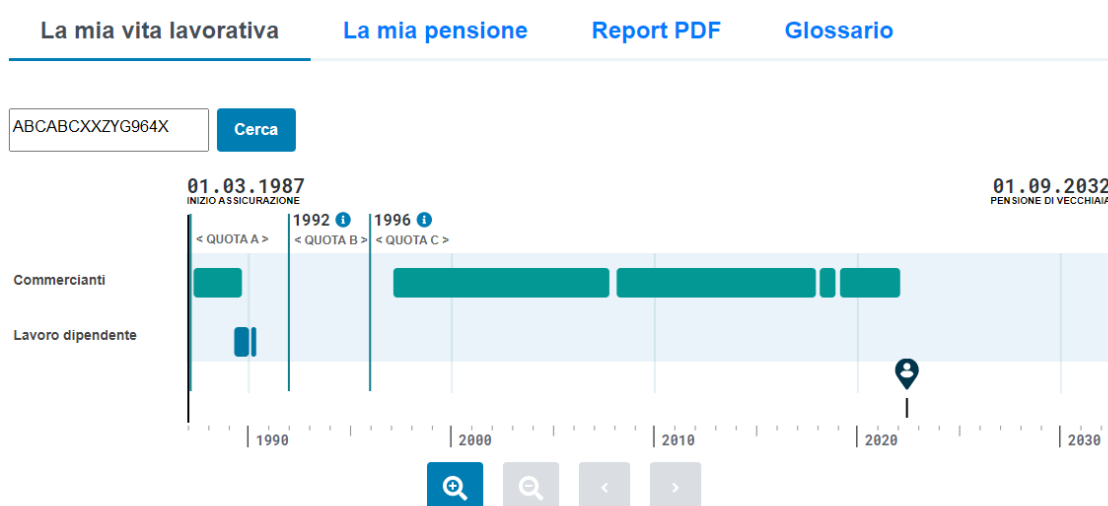 La mia vita lavorativa La mia pensione Report PDF Glossario
ABCABCXXZYG964X Cerca
01.03.1987 01.09.2032
INIZIO ASSICURAZIONE PENSIONE DI VECCHIAIA
1992 1996
< QUOTA A > < QUOTA B > < QUOTA C >
Commercianti
Lavoro dipendente
1990 2000 2010 2020 2030